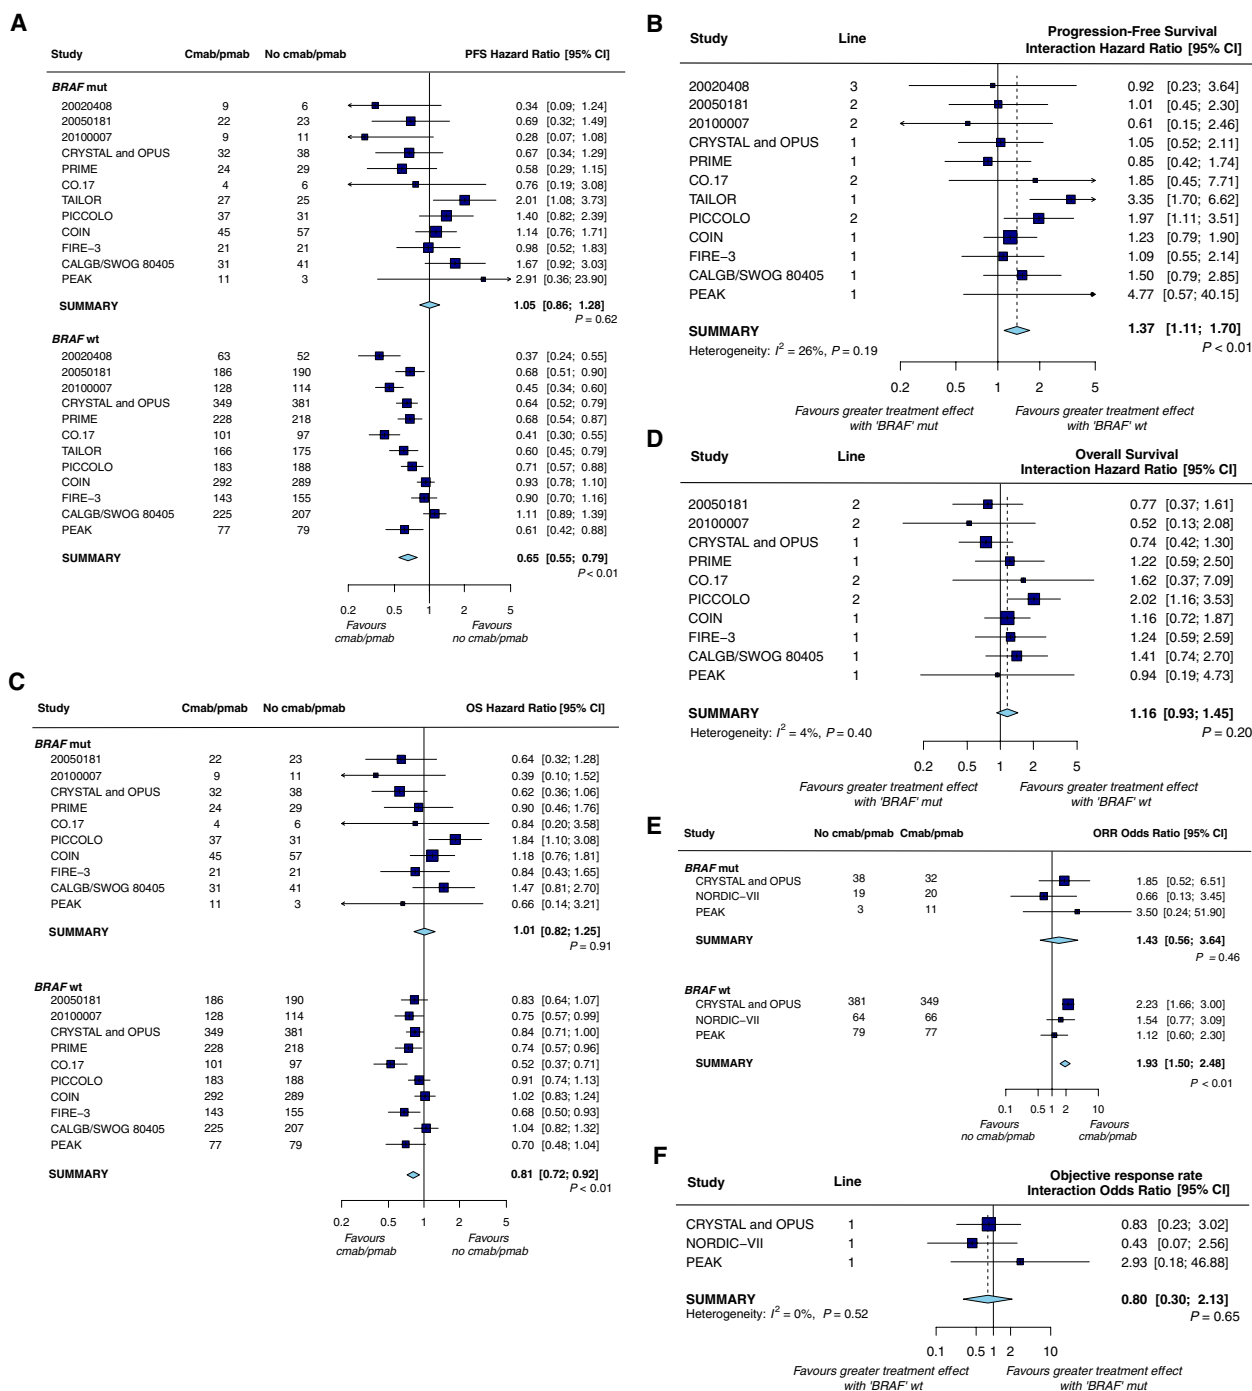 A
Study Cmab/pmab No cmab/pmab PFS Hazard Ratio [95% CI]
BRAF mut
20020408 9 6 0.34 [0.09; 1.24]
20050181 22 23 0.69 [0.32; 1.49]
20100007 9 11 0.28 [0.07; 1.08]
CRYSTAL and OPUS 32 38 0.67 [0.34; 1.29]
PRIME 24 29 0.58 [0.29; 1.15]
CO.17 4 6 0.76 [0.19; 3.08]
TAILOR 27 25 2.01 [1.08; 3.73]
PICCOLO 37 31 1.40 [0.82; 2.39]
COIN 45 57 1.14 [0.76; 1.71]
FIRE−3 21 21 0.98 [0.52; 1.83]
CALGB/SWOG 80405 31 41 1.67 [0.92; 3.03]
PEAK 11 3 2.91 [0.36; 23.90]
SUMMARY 1.05 [0.86; 1.28]
P = 0.62
BRAF wt
20020408 63 52 0.37 [0.24; 0.55]
20050181 186 190 0.68 [0.51; 0.90]
20100007 128 114 0.45 [0.34; 0.60]
CRYSTAL and OPUS 349 381 0.64 [0.52; 0.79]
PRIME 228 218 0.68 [0.54; 0.87]
CO.17 101 97 0.41 [0.30; 0.55]
TAILOR 166 175 0.60 [0.45; 0.79]
PICCOLO 183 188 0.71 [0.57; 0.88]
COIN 292 289 0.93 [0.78; 1.10]
FIRE−3 143 155 0.90 [0.70; 1.16]
CALGB/SWOG 80405 225 207 1.11 [0.89; 1.39]
PEAK 77 79 0.61 [0.42; 0.88]
SUMMARY 0.65 [0.55; 0.79]
P < 0.01
0.2 0.5 1 2 5
Favours Favours
cmab/pmab no cmab/pmab
B
Progression-Free Survival
Study Line Interaction Hazard Ratio [95% CI]
20020408 3 0.92 [0.23; 3.64]
20050181 2 1.01 [0.45; 2.30]
20100007 2 0.61 [0.15; 2.46]
CRYSTAL and OPUS 1 1.05 [0.52; 2.11]
PRIME 1 0.85 [0.42; 1.74]
CO.17 2 1.85 [0.45; 7.71]
TAILOR 1 3.35 [1.70; 6.62]
PICCOLO 2 1.97 [1.11; 3.51]
COIN 1 1.23 [0.79; 1.90]
FIRE−3 1 1.09 [0.55; 2.14]
CALGB/SWOG 80405 1 1.50 [0.79; 2.85]
PEAK 1 4.77 [0.57; 40.15]
SUMMARY 1.37 [1.11; 1.70]
Heterogeneity: I² = 26%, P = 0.19 P < 0.01
0.2 0.5 1 2 5
Favours greater treatment effect Favours greater treatment effect
with 'BRAF' mut with 'BRAF' wt
C
Study Cmab/pmab No cmab/pmab OS Hazard Ratio [95% CI]
BRAF mut
20050181 22 23 0.64 [0.32; 1.28]
20100007 9 11 0.39 [0.10; 1.52]
CRYSTAL and OPUS 32 38 0.62 [0.36; 1.06]
PRIME 24 29 0.90 [0.46; 1.76]
CO.17 4 6 0.84 [0.20; 3.58]
PICCOLO 37 31 1.84 [1.10; 3.08]
COIN 45 57 1.18 [0.76; 1.81]
FIRE−3 21 21 0.84 [0.43; 1.65]
CALGB/SWOG 80405 31 41 1.47 [0.81; 2.70]
PEAK 11 3 0.66 [0.14; 3.21]
SUMMARY 1.01 [0.82; 1.25]
P = 0.91
BRAF wt
20050181 186 190 0.83 [0.64; 1.07]
20100007 128 114 0.75 [0.57; 0.99]
CRYSTAL and OPUS 349 381 0.84 [0.71; 1.00]
PRIME 228 218 0.74 [0.57; 0.96]
CO.17 101 97 0.52 [0.37; 0.71]
PICCOLO 183 188 0.91 [0.74; 1.13]
COIN 292 289 1.02 [0.83; 1.24]
FIRE−3 143 155 0.68 [0.50; 0.93]
CALGB/SWOG 80405 225 207 1.04 [0.82; 1.32]
PEAK 77 79 0.70 [0.48; 1.04]
SUMMARY 0.81 [0.72; 0.92]
P < 0.01
0.2 0.5 1 2 5
Favours Favours
cmab/pmab no cmab/pmab
D
Overall Survival
Study Line Interaction Hazard Ratio [95% CI]
20050181 2 0.77 [0.37; 1.61]
20100007 2 0.52 [0.13; 2.08]
CRYSTAL and OPUS 1 0.74 [0.42; 1.30]
PRIME 1 1.22 [0.59; 2.50]
CO.17 2 1.62 [0.37; 7.09]
PICCOLO 2 2.02 [1.16; 3.53]
COIN 1 1.16 [0.72; 1.87]
FIRE−3 1 1.24 [0.59; 2.59]
CALGB/SWOG 80405 1 1.41 [0.74; 2.70]
PEAK 1 0.94 [0.19; 4.73]
SUMMARY 1.16 [0.93; 1.45]
Heterogeneity: I² = 4%, P = 0.40 P = 0.20
0.2 0.5 1 2 5
Favours greater treatment effect Favours greater treatment effect
with 'BRAF' mut with 'BRAF' wt
E
Study No cmab/pmab Cmab/pmab ORR Odds Ratio [95% CI]
BRAF mut
CRYSTAL and OPUS 38 32 1.85 [0.52; 6.51]
NORDIC−VII 19 20 0.66 [0.13; 3.45]
PEAK 3 11 3.50 [0.24; 51.90]
SUMMARY 1.43 [0.56; 3.64]
P = 0.46
BRAF wt
CRYSTAL and OPUS 381 349 2.23 [1.66; 3.00]
NORDIC−VII 64 66 1.54 [0.77; 3.09]
PEAK 79 77 1.12 [0.60; 2.30]
SUMMARY 1.93 [1.50; 2.48]
P < 0.01
0.1 0.5 1 2 10
Favours Favours
no cmab/pmab cmab/pmab
F
Objective response rate
Study Line Interaction Odds Ratio [95% CI]
CRYSTAL and OPUS 1 0.83 [0.23; 3.02]
NORDIC−VII 1 0.43 [0.07; 2.56]
PEAK 1 2.93 [0.18; 46.88]
SUMMARY 0.80 [0.30; 2.13]
Heterogeneity: I² = 0%, P = 0.52 P = 0.65
0.1 0.5 1 2 10
Favours greater treatment effect Favours greater treatment effect
with 'BRAF' wt with 'BRAF' mut